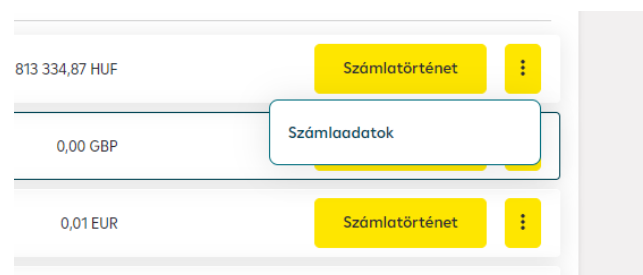 813 334,87 HUF Számlatörténet
Számlaadatok
0,00 GBP
0,01 EUR Számlatörténet